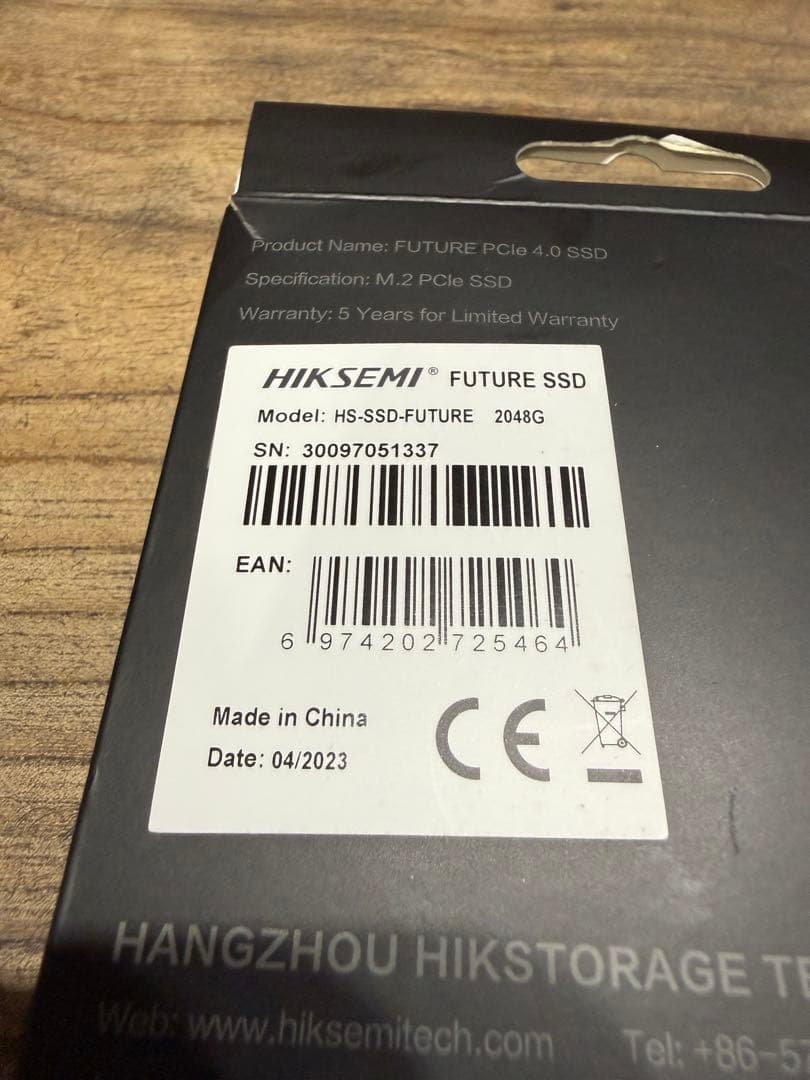 Product Name: FUTURE PCIe 4.0 SSD
Specification: M.2 PCIe SSD
Warranty: 5 Years for Limited Warranty
HIKSEMI® FUTURE SSD
Model: HS-SSD-FUTURE 2048G
SN: 30097051337
EAN:
6 974202 725464
Made in China
Date: 04/2023
CE
HANGZHOU HIKSTORAGE
Web: www.hiksemitech.com Tel: +86-57